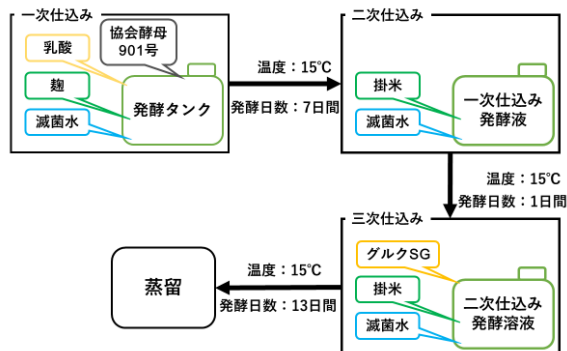 一次仕込み
乳酸
協会酵母
901号
麹
滅菌水
発酵タンク
温度：15℃
発酵日数：7日間
二次仕込み
掛米
滅菌水
一次仕込み
発酵液
温度：15℃
発酵日数：1日間
三次仕込み
グルクSG
掛米
滅菌水
二次仕込み
発酵溶液
温度：15℃
発酵日数：13日間
蒸留